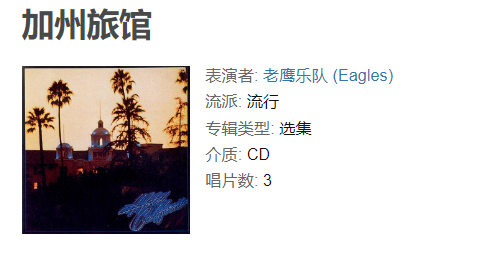 加州旅馆
表演者: 老鹰乐队 (Eagles)
流派: 流行
专辑类型: 选集
介质: CD
唱片数: 3